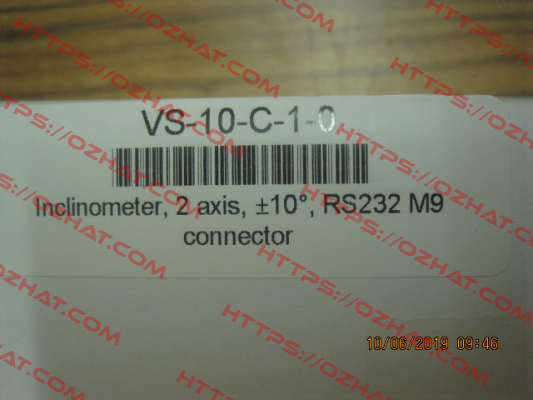 VS-10-C-1-0
Inclinometer, 2 axis, ±10°, RS232 M9
connector
10/06/2019 09:46
HTTPS://OZHAT.COM